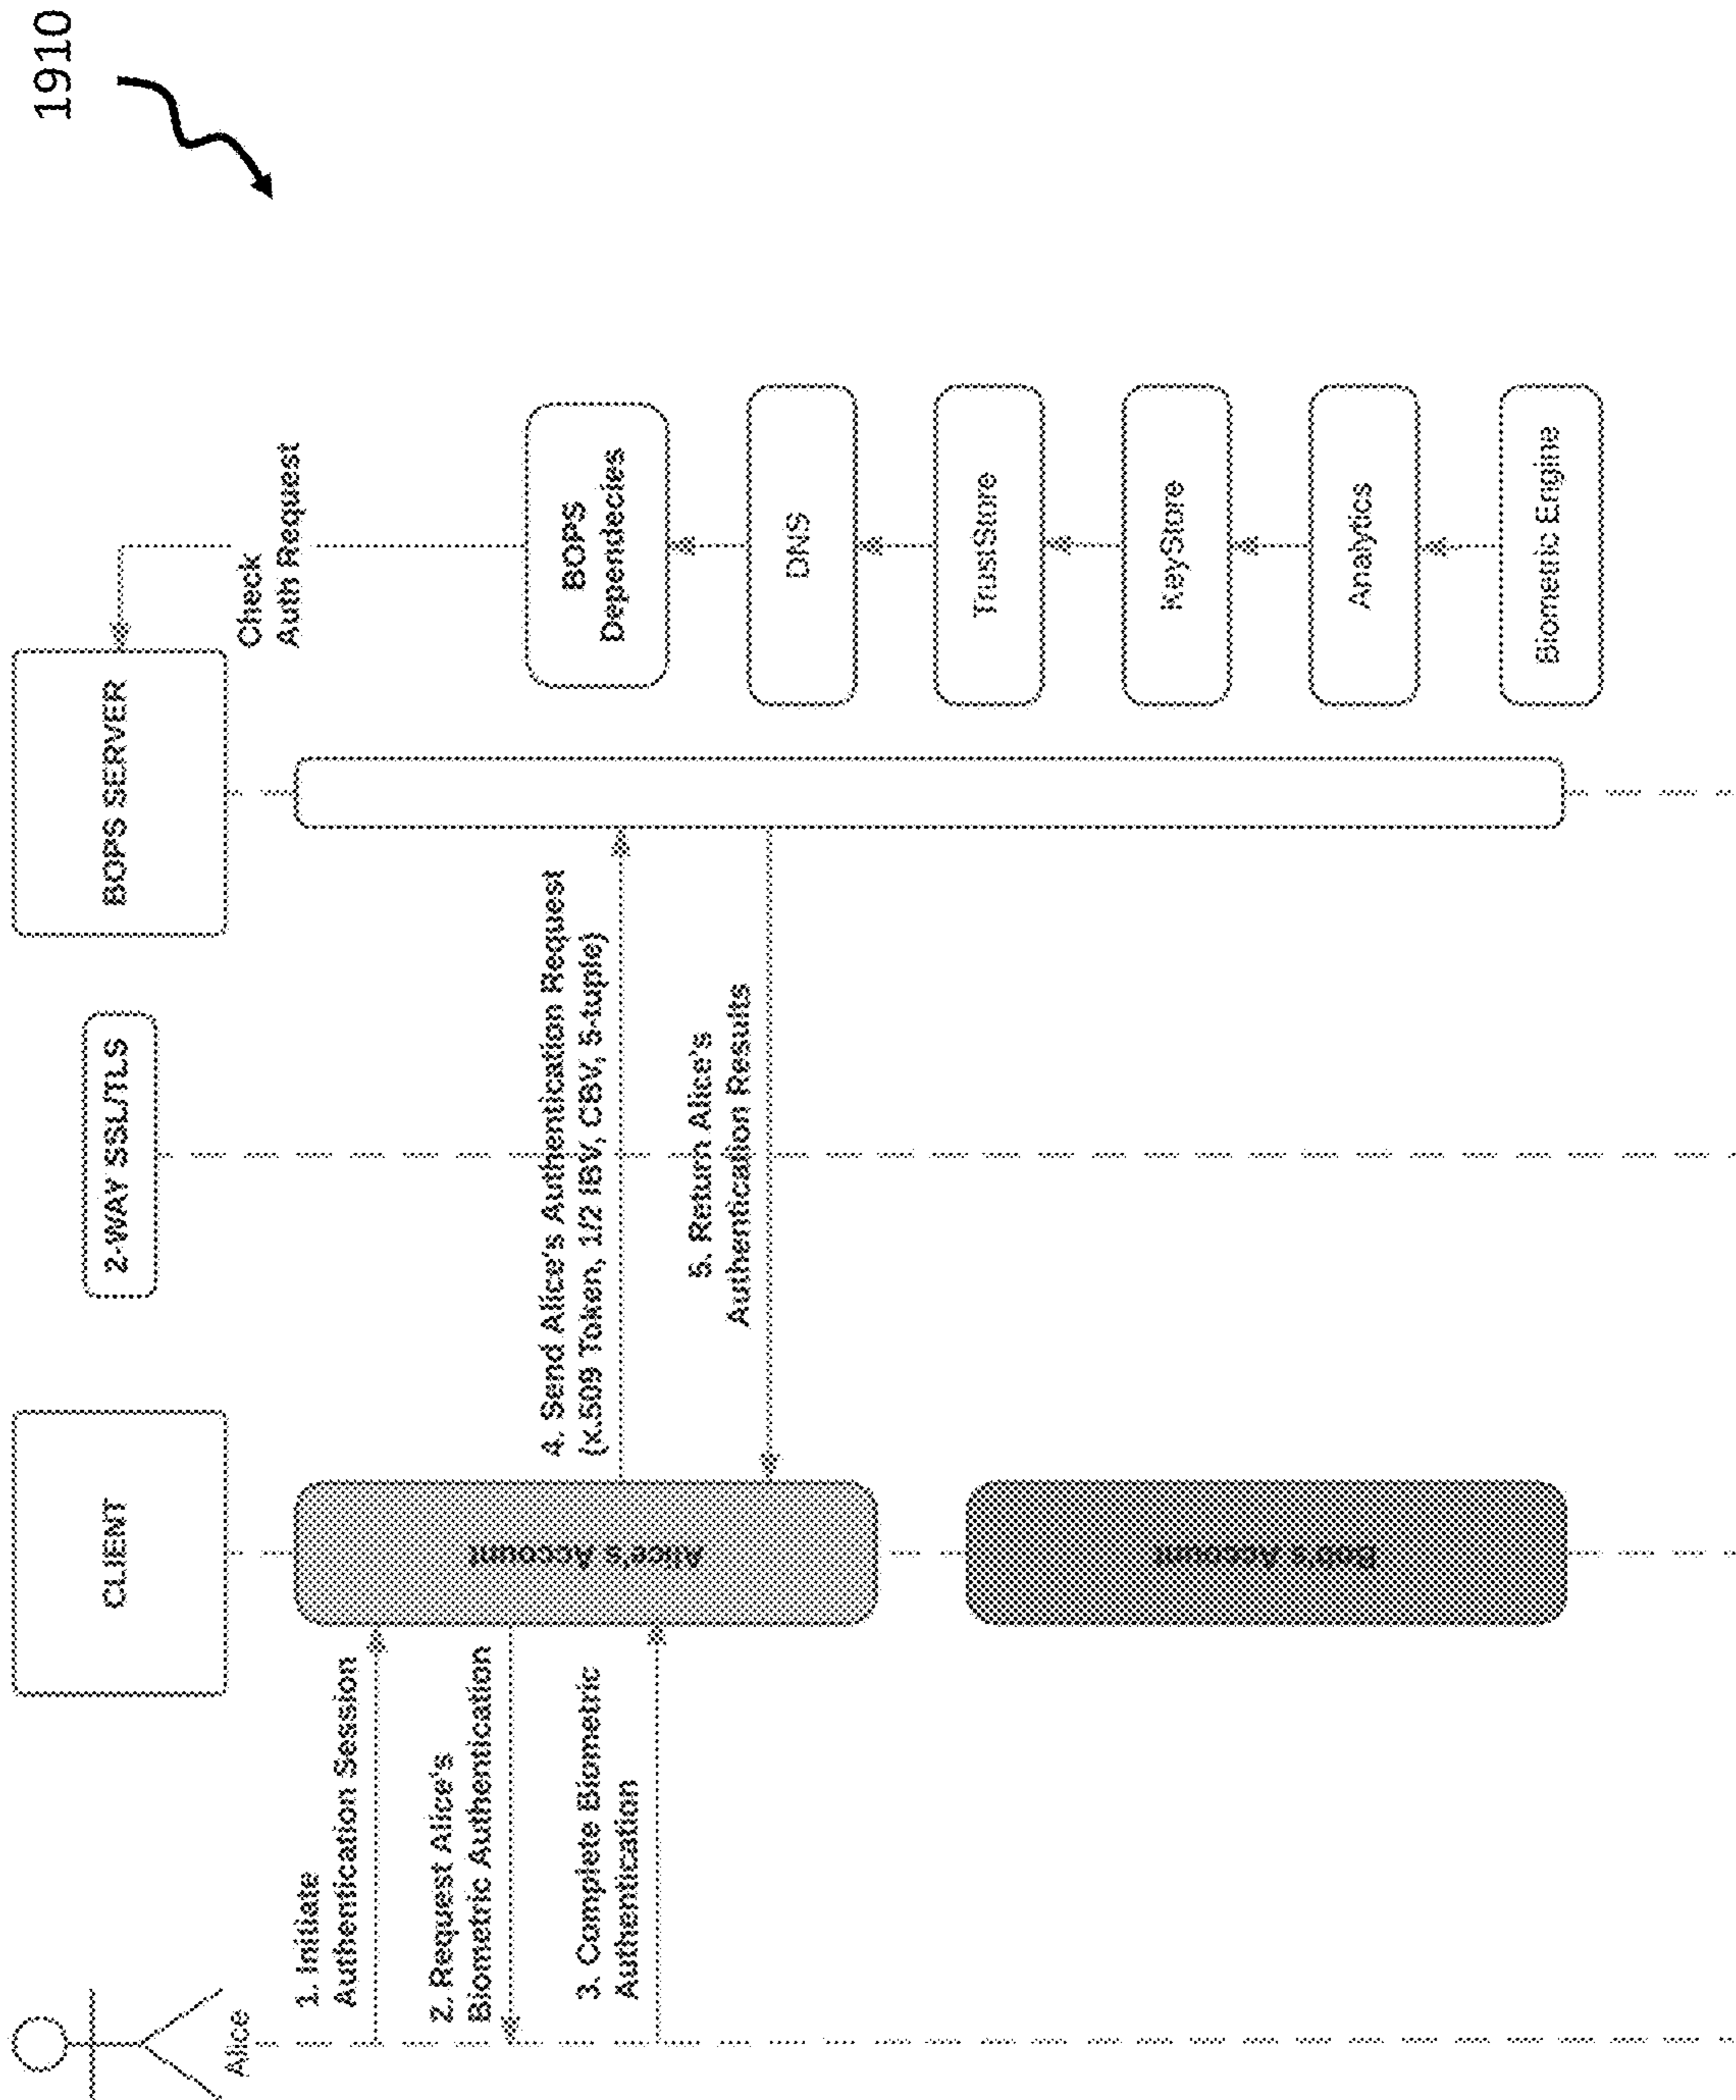 1910
Alice
CLIENT
2-WAY SSL/TLS
BOPS SERVER
Check
Auth Request
1. Initiate
Authentication Session
2. Request Alice's
Biometric Authentication
3. Complete Biometric
Authentication
Alice's Account
Bob's Account
4. Send Alice's Authentication Request
(x.509 Token, 1/2 IBV, CBV, 5-tuple)
5. Return Alice's
Authentication Results
BOPS
Dependecies
DNS
TrustStore
KeyStore
Analytics
Biometric Engine